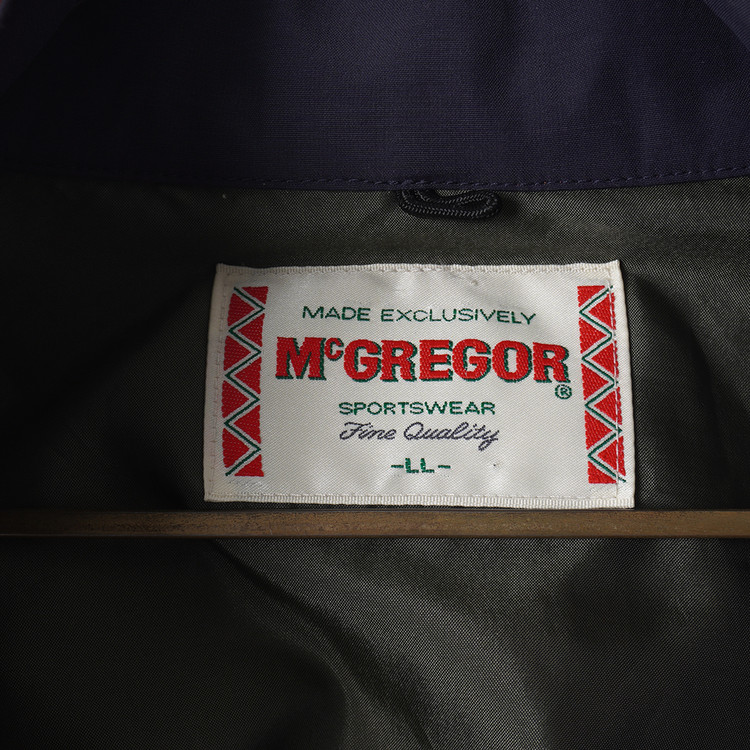 MADE EXCLUSIVELY
McGREGOR®
SPORTSWEAR
Fine Quality
-LL-